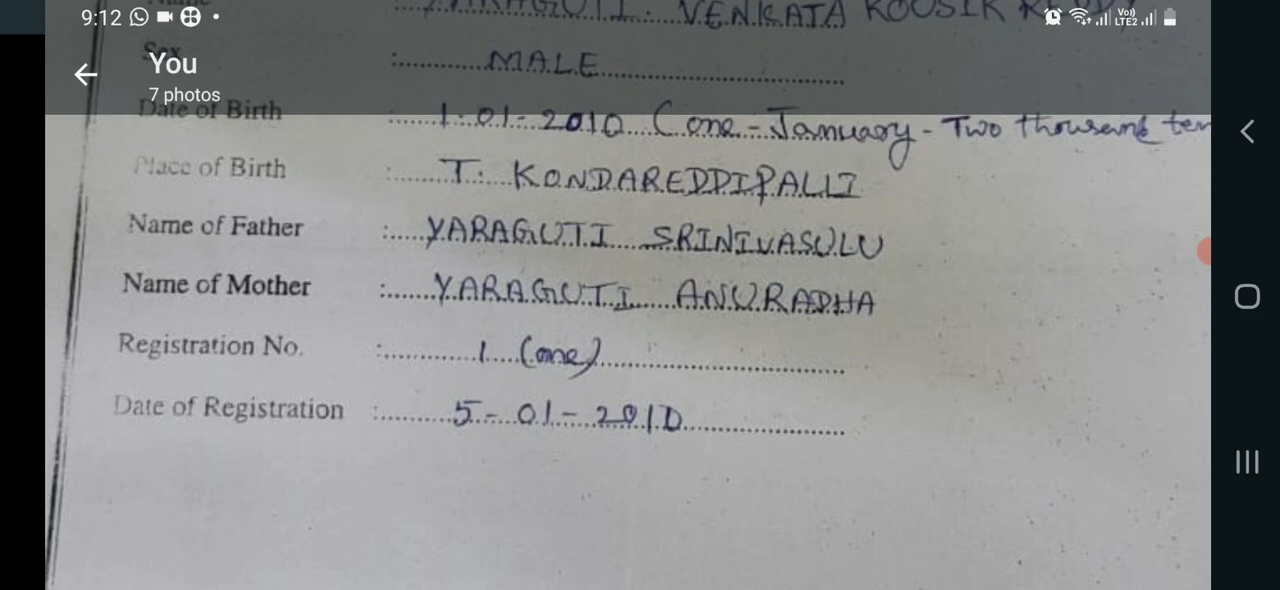 9:12
You
7 photos
VENKATA KOOSIK
Sex : MALE
Date of Birth : 1-01-2010 (one-January-Two thousand ten
Place of Birth : T. KONDAREDDIPALLI
Name of Father : YARAGUTI SRINIVASULU
Name of Mother : YARAGUTI ANURADHA
Registration No. : 1 (one)
Date of Registration : 5-01-2010